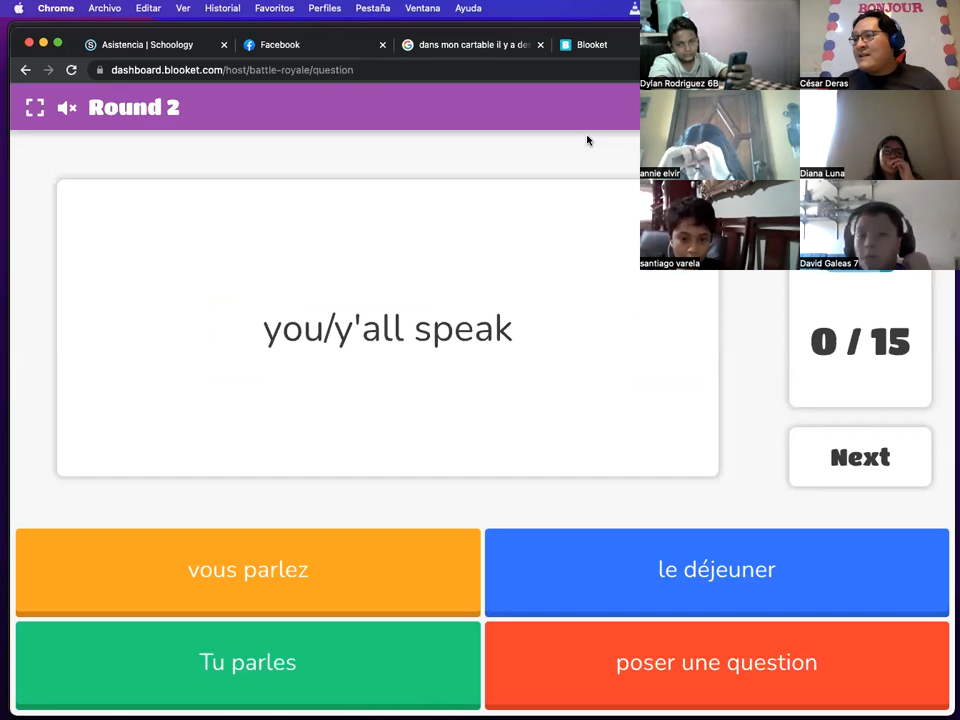 Chrome Archivo Editar Ver Historial Favoritos Perfiles Pestaña Ventana Ayuda
Asistencia | Schoology
Facebook
dans mon cartable il y a de
Blooket
dashboard.blooket.com/host/battle-royale/question
Round 2
BONJOUR
Dylan Rodriguez 6B
César Deras
annie elvir
Diana Luna
santiago varela
David Galeas 7
you/y'all speak
0 / 15
Next
vous parlez
le déjeuner
Tu parles
poser une question